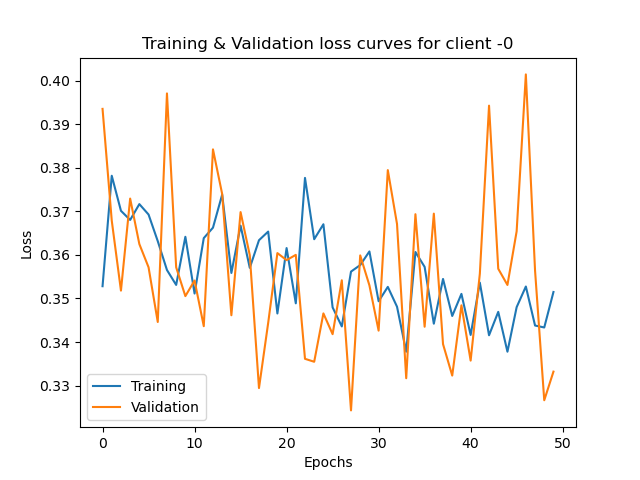 Training & Validation loss curves for client -0
Loss
0.40
0.39
0.38
0.37
0.36
0.35
0.34
0.33
Training
Validation
0 10 20 30 40 50
Epochs